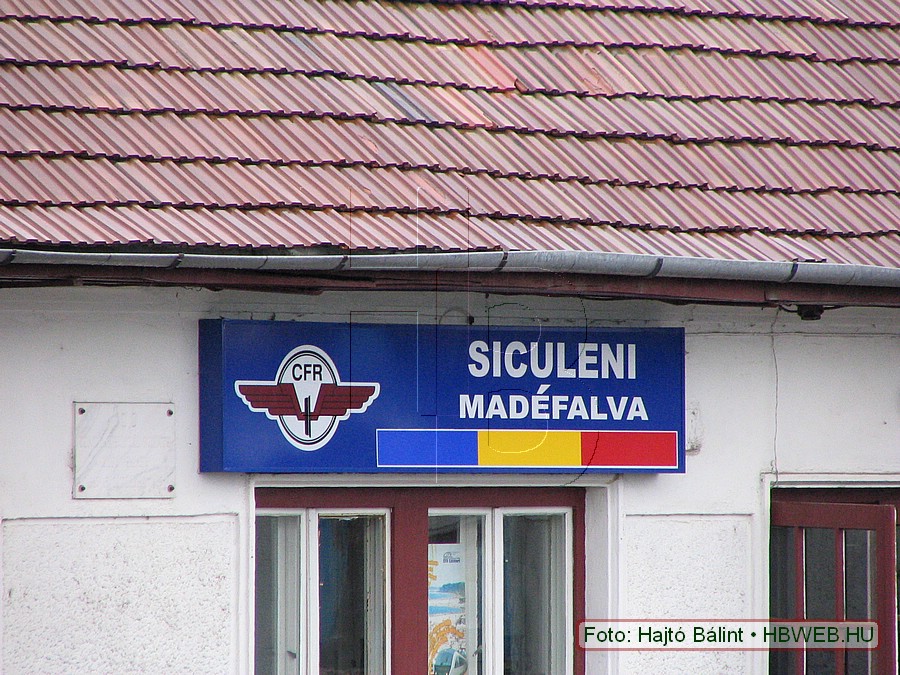 CFR
SICULENI
MADÉFALVA
Foto: Hajtó Bálint • HBWEB.HU